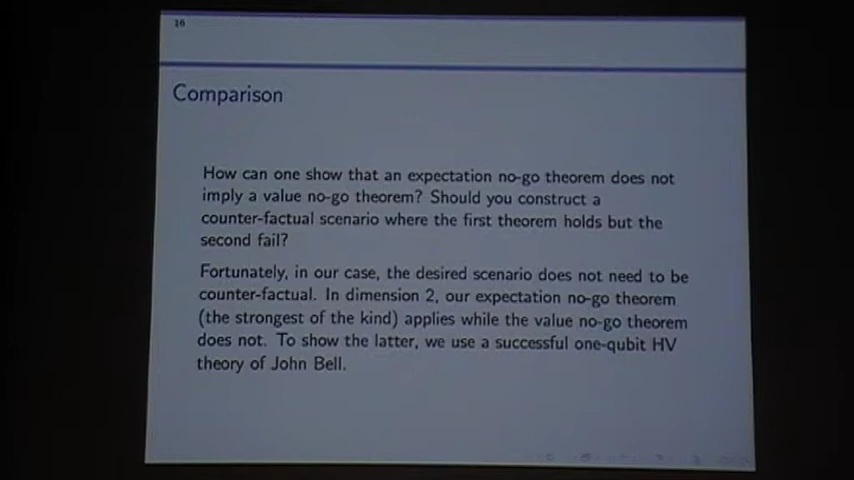 16
Comparison
How can one show that an expectation no-go theorem does not
imply a value no-go theorem? Should you construct a
counter-factual scenario where the first theorem holds but the
second fail?
Fortunately, in our case, the desired scenario does not need to be
counter-factual. In dimension 2, our expectation no-go theorem
(the strongest of the kind) applies while the value no-go theorem
does not. To show the latter, we use a successful one-qubit HV
theory of John Bell.